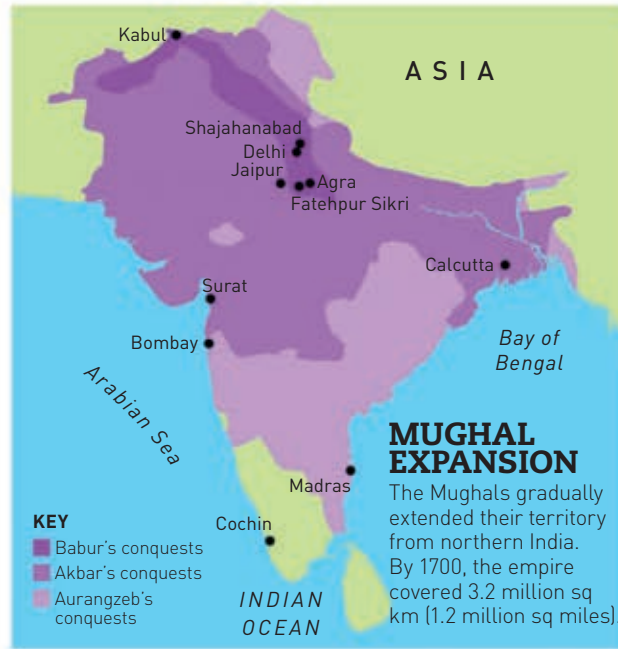 Kabul
ASIA
Shajahanabad
Delhi
Jaipur
Agra
Fatehpur Sikri
Calcutta
Surat
Bombay
Bay of
Bengal
Arabian Sea
MUGHAL
EXPANSION
The Mughals gradually
extended their territory
from northern India.
By 1700, the empire
covered 3.2 million sq
km (1.2 million sq miles).
Madras
Cochin
KEY
Babur's conquests
Akbar's conquests
Aurangzeb's
conquests
INDIAN
OCEAN